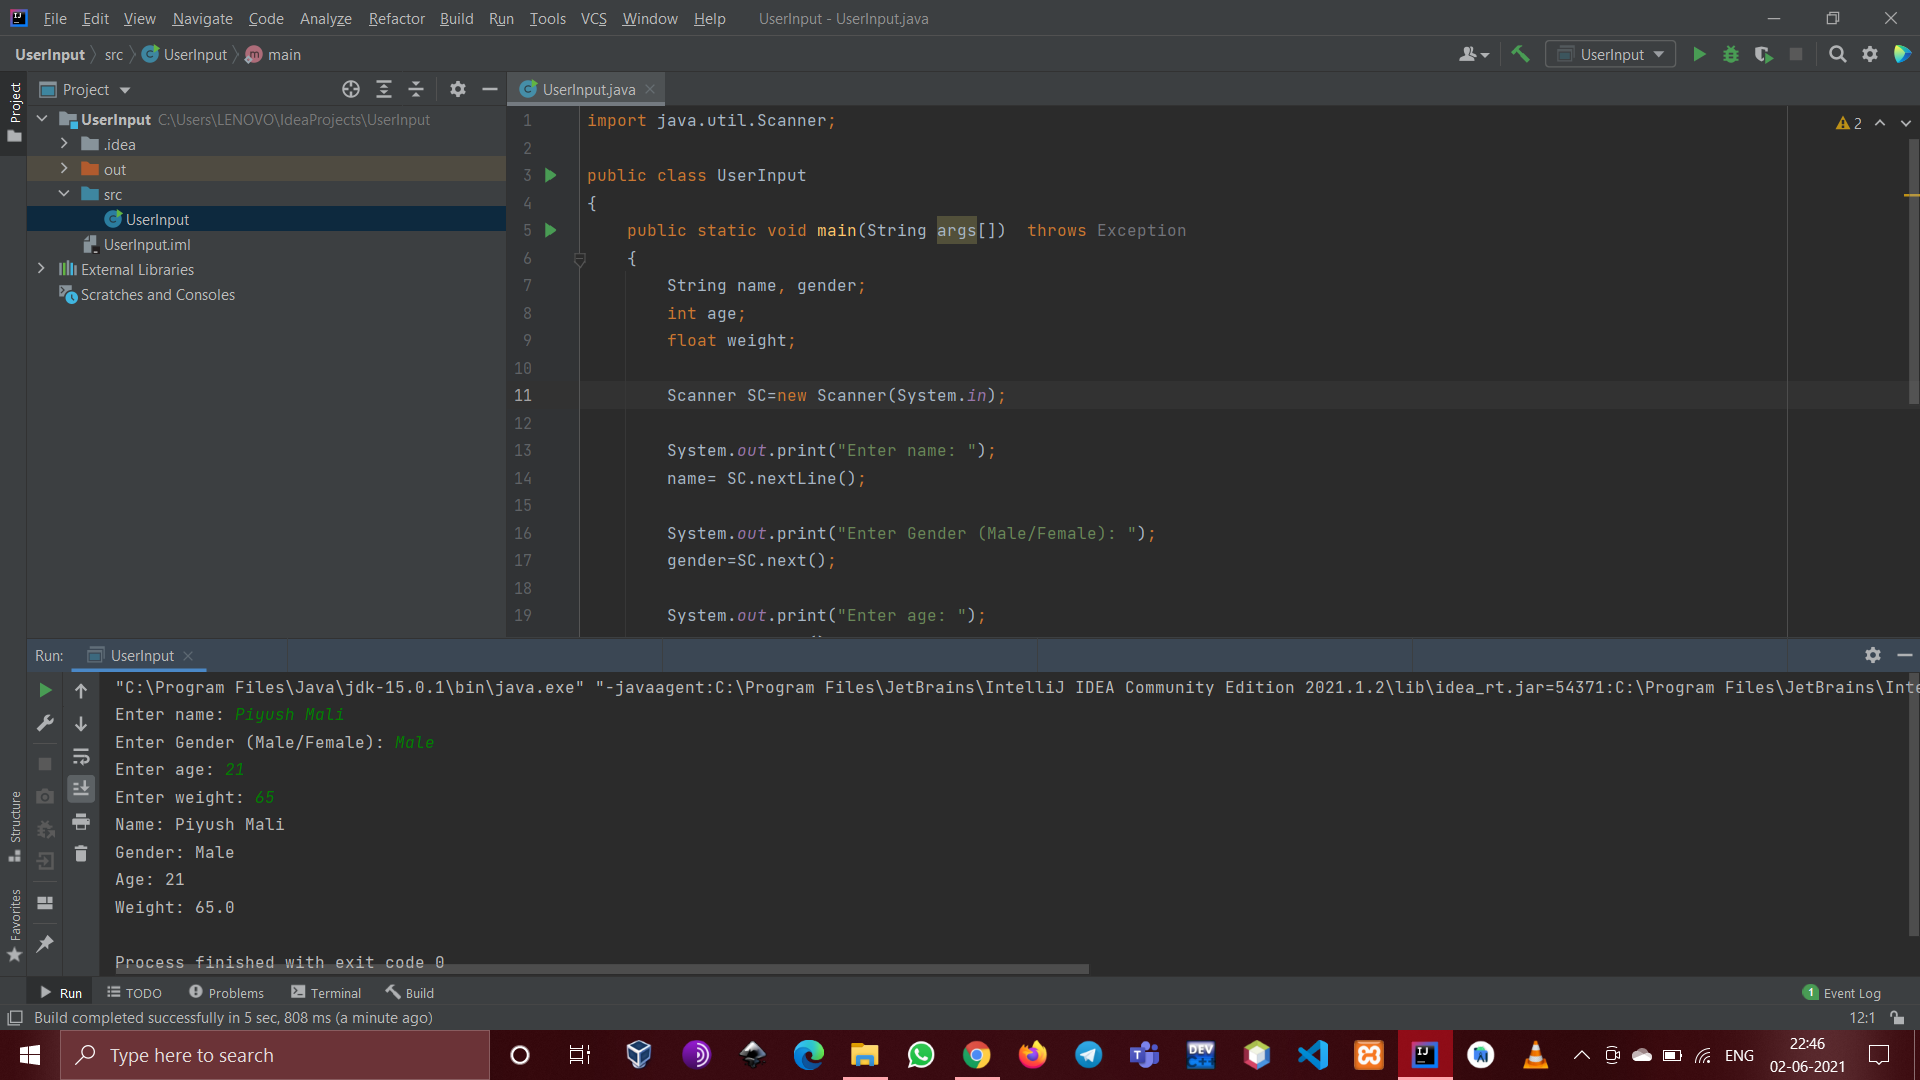 File Edit View Navigate Code Analyze Refactor Build Run Tools VCS Window Help UserInput - UserInput.java
UserInput src UserInput main
UserInput
Project
Project
UserInput.java
UserInput C:\Users\LENOVO\IdeaProjects\UserInput
.idea
out
src
UserInput
UserInput.iml
External Libraries
Scratches and Consoles
2
1 import java.util.Scanner;
2
3 public class UserInput
4 {
5 public static void main(String args[]) throws Exception
6 {
7 String name, gender;
8 int age;
9 float weight;
10
11 Scanner SC=new Scanner(System.in);
12
13 System.out.print("Enter name: ");
14 name= SC.nextLine();
15
16 System.out.print("Enter Gender (Male/Female): ");
17 gender=SC.next();
18
19 System.out.print("Enter age: ");
Run: UserInput
"C:\Program Files\Java\jdk-15.0.1\bin\java.exe" "-javaagent:C:\Program Files\JetBrains\IntelliJ IDEA Community Edition 2021.1.2\lib\idea_rt.jar=54371:C:\Program Files\JetBrains\Inte
Enter name: Piyush Mali
Enter Gender (Male/Female): Male
Enter age: 21
Enter weight: 65
Name: Piyush Mali
Gender: Male
Age: 21
Weight: 65.0
Process finished with exit code 0
Structure
Favorites
Run TODO Problems Terminal Build
1 Event Log
Build completed successfully in 5 sec, 808 ms (a minute ago)
12:1
Type here to search
DEV C++
IJ
ENG
22:46
02-06-2021